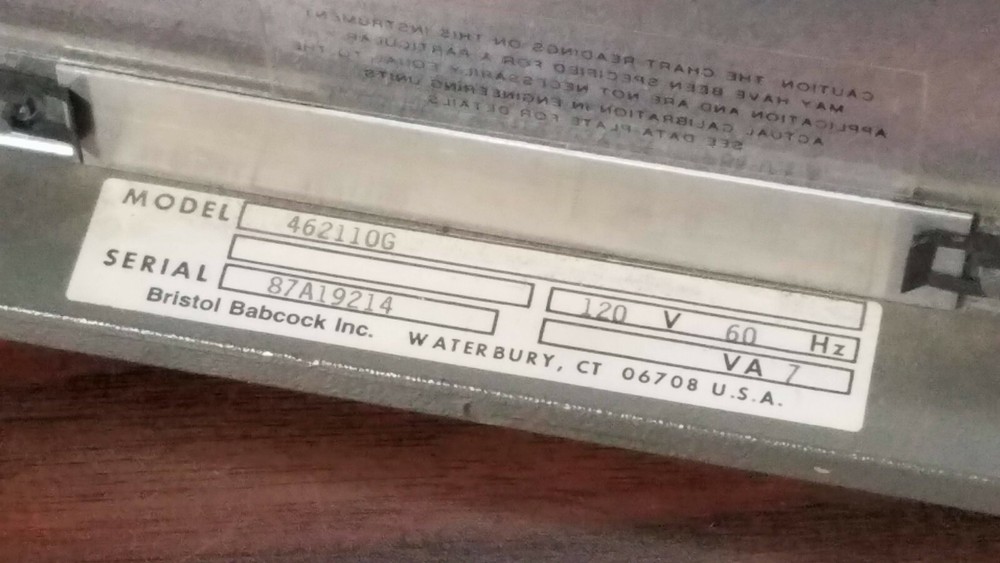 CAUTION THE CHART READINGS ON THIS INSTRUMENT
MAY HAVE BEEN SPECIFIED FOR A PARTICULAR
APPLICATION AND ARE NOT NECESSARILY EQUAL TO THE
ACTUAL CALIBRATION IN ENGINEERING UNITS
SEE DATA PLATE FOR DETAILS
MODEL 462110G
SERIAL 87A19214
120 V 60 Hz
VA 7
Bristol Babcock Inc. WATERBURY, CT 06708 U.S.A.